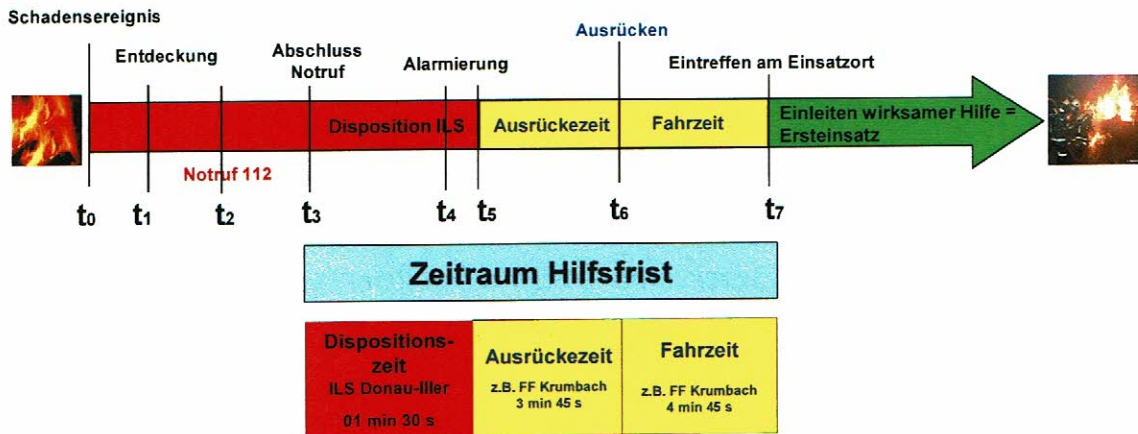 Schadensereignis
Entdeckung
Abschluss
Notruf
Alarmierung
Ausrücken
Eintreffen am Einsatzort
Disposition ILS
Ausrückezeit
Fahrzeit
Einleiten wirksamer Hilfe =
Ersteinsatz
Notruf 112
t0
t1
t2
t3
t4
t5
t6
t7
Zeitraum Hilfsfrist
Dispositions-
zeit
ILS Donau-Iller
01 min 30 s
Ausrückezeit
z.B. FF Krumbach
3 min 45 s
Fahrzeit
z.B. FF Krumbach
4 min 45 s